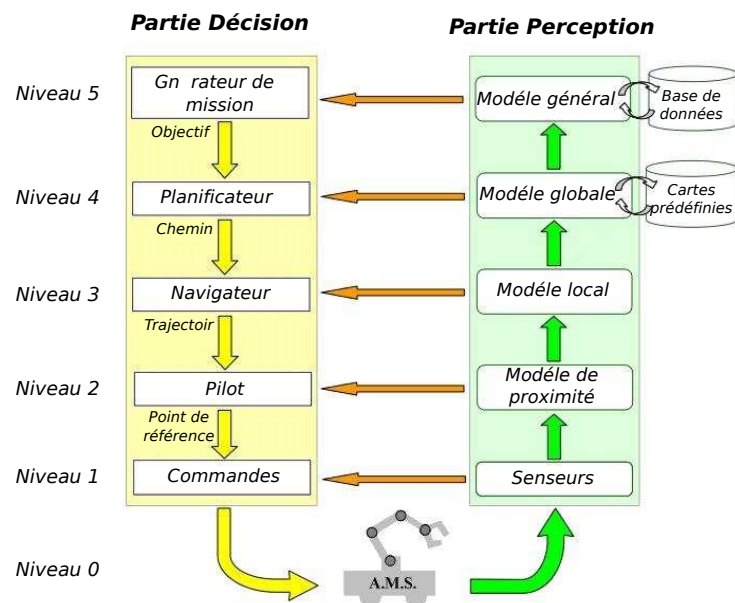 Partie Décision
Partie Perception
Niveau 5
Gn rateur de
mission
Modéle général
Base de
données
Objectif
Niveau 4
Planificateur
Modéle globale
Cartes
prédéfinies
Chemin
Niveau 3
Navigateur
Modéle local
Trajectoir
Niveau 2
Pilot
Modéle de
proximité
Point de
référence
Niveau 1
Commandes
Senseurs
Niveau 0
A.M.S.